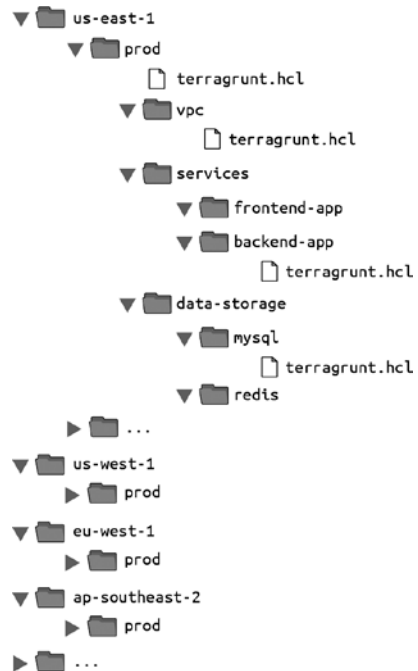 us-east-1
prod
terragrunt.hcl
vpc
terragrunt.hcl
services
frontend-app
backend-app
terragrunt.hcl
data-storage
mysql
terragrunt.hcl
redis
...
us-west-1
prod
eu-west-1
prod
ap-southeast-2
prod
...